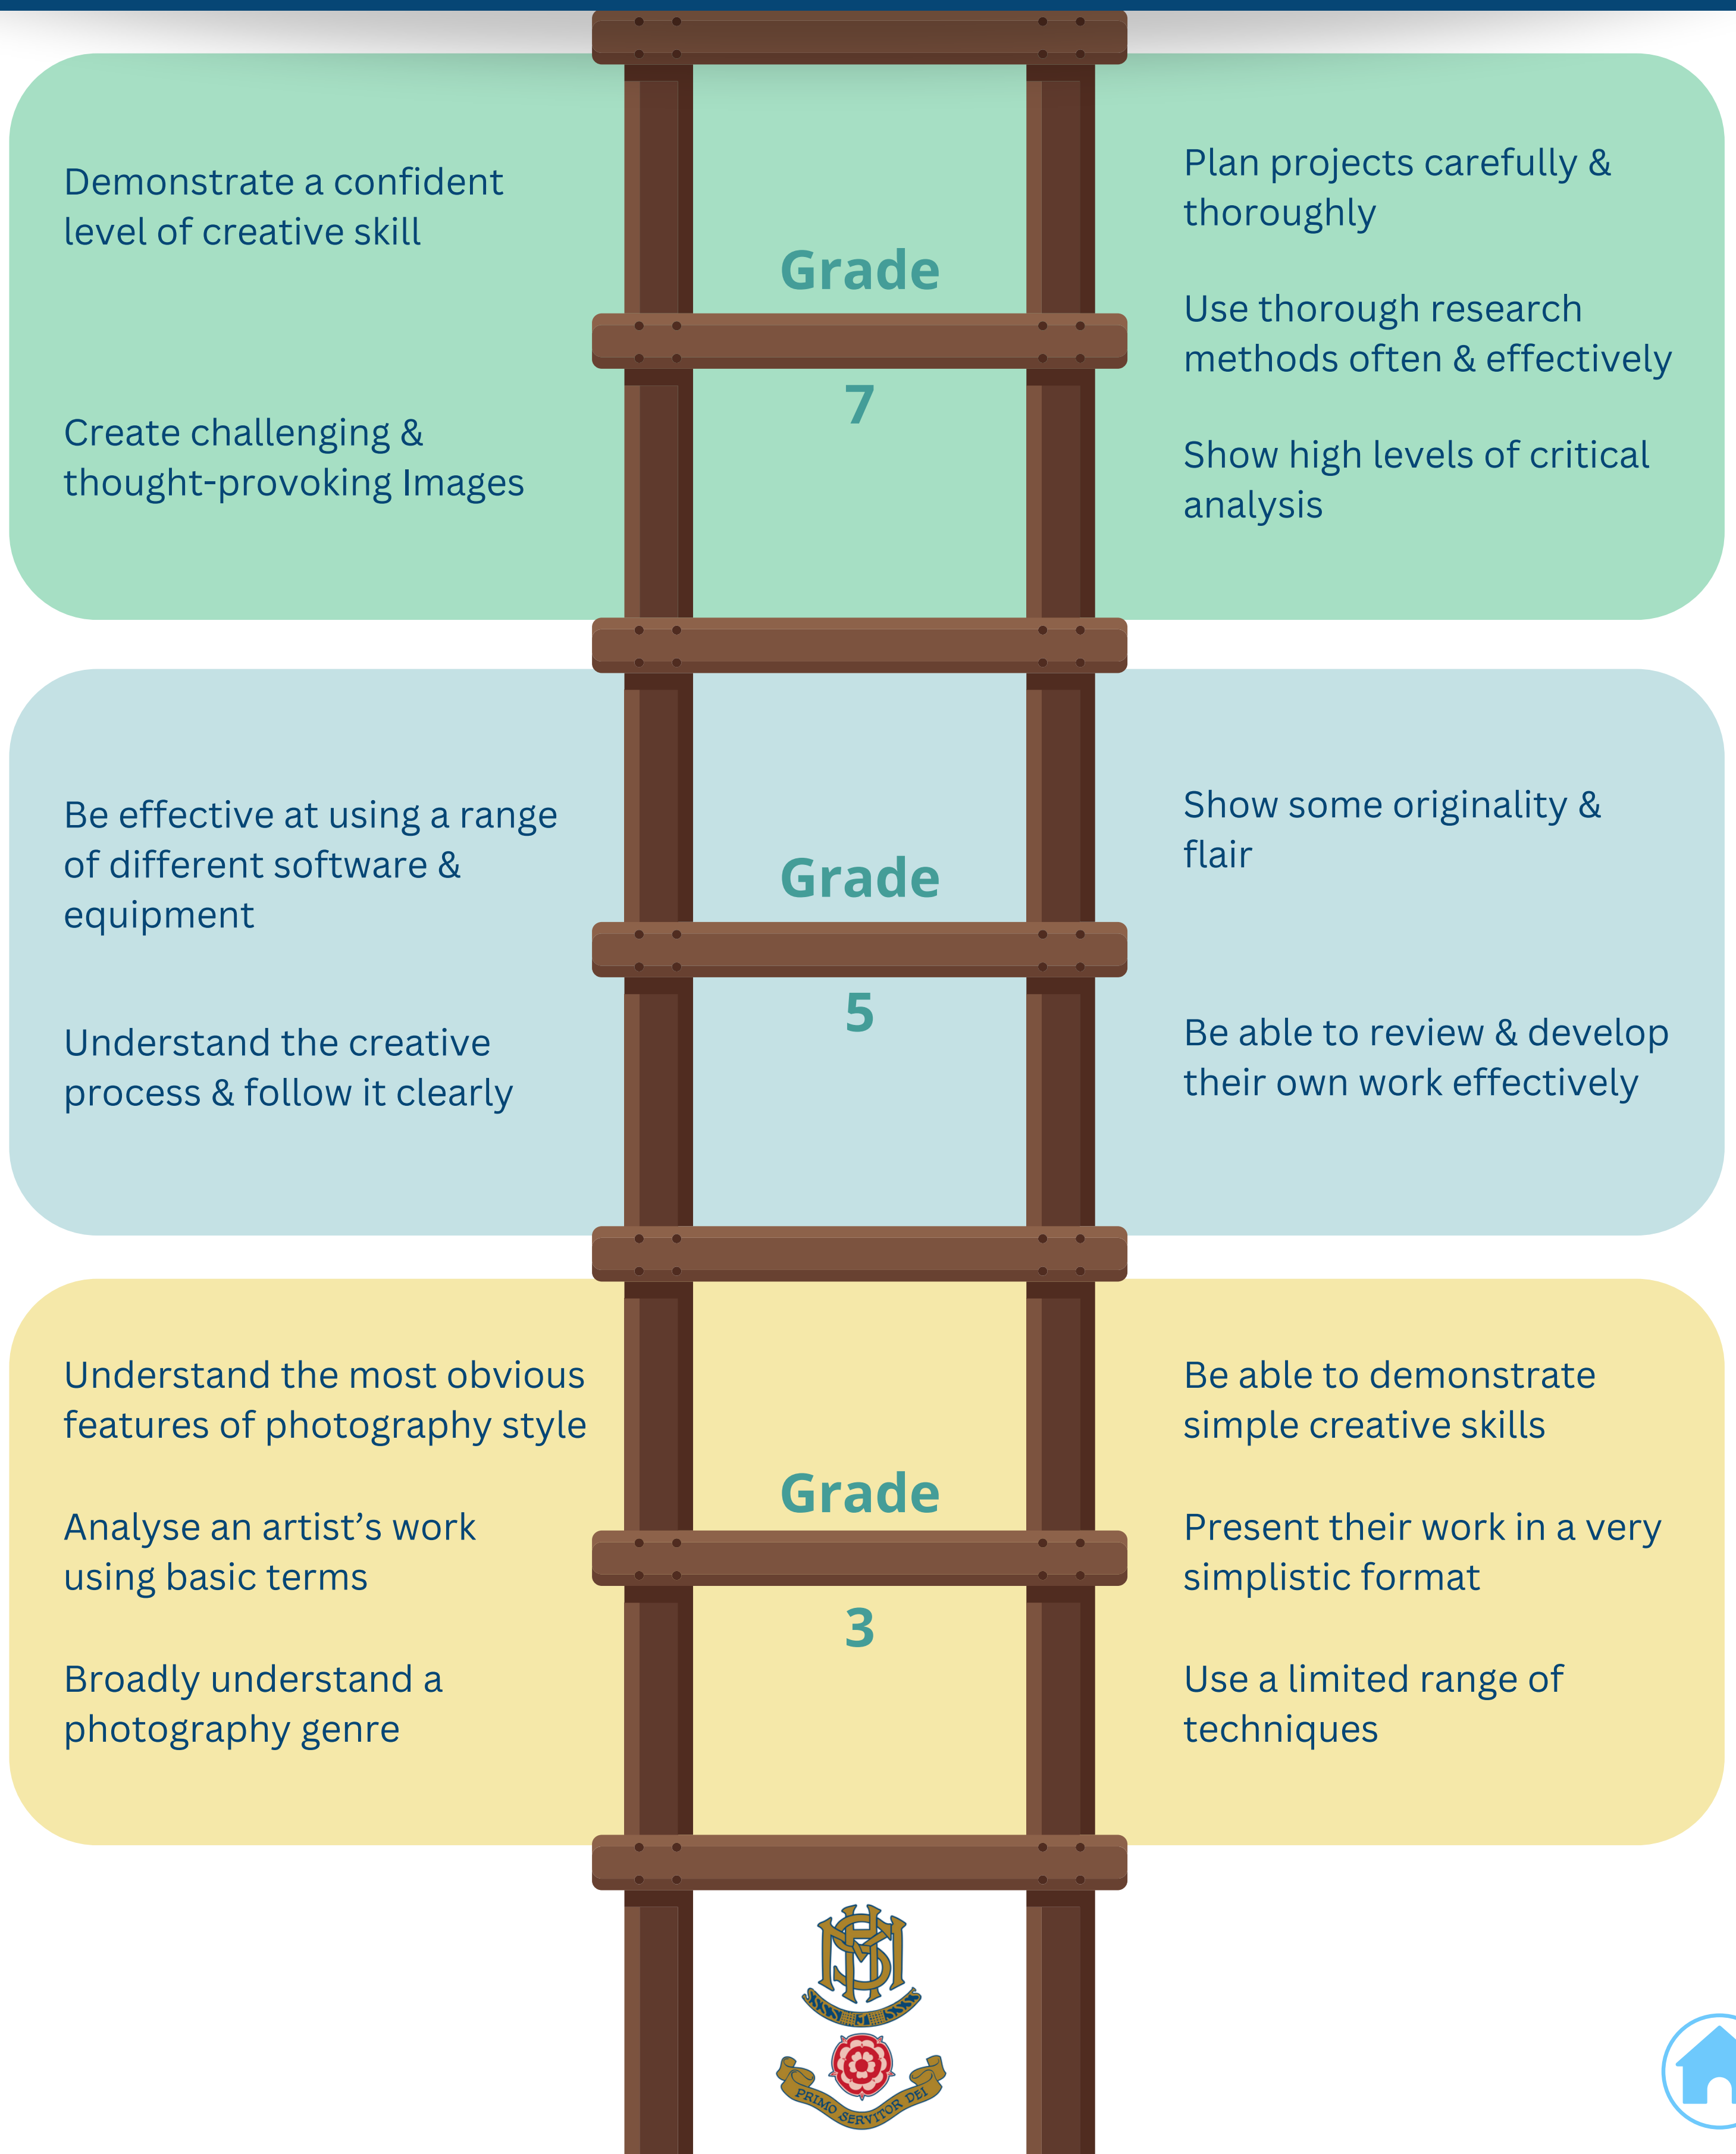 Demonstrate a confident
level of creative skill
Create challenging &
thought-provoking Images
Grade
7
Plan projects carefully &
thoroughly
Use thorough research
methods often & effectively
Show high levels of critical
analysis
Be effective at using a range
of different software &
equipment
Understand the creative
process & follow it clearly
Grade
5
Show some originality &
flair
Be able to review & develop
their own work effectively
Understand the most obvious
features of photography style
Analyse an artist’s work
using basic terms
Broadly understand a
photography genre
Grade
3
Be able to demonstrate
simple creative skills
Present their work in a very
simplistic format
Use a limited range of
techniques
PRIMO SERVITOR DEI